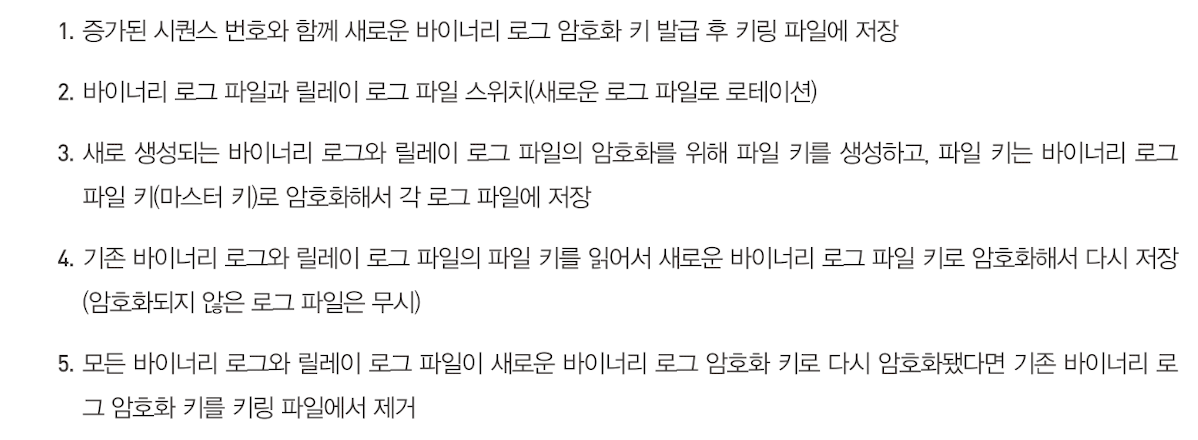 1. 증가된 시퀀스 번호와 함께 새로운 바이너리 로그 암호화 키 발급 후 키링 파일에 저장
2. 바이너리 로그 파일과 릴레이 로그 파일 스위치(새로운 로그 파일로 로테이션)
3. 새로 생성되는 바이너리 로그와 릴레이 로그 파일의 암호화를 위해 파일 키를 생성하고, 파일 키는 바이너리 로그
파일 키(마스터 키)로 암호화해서 각 로그 파일에 저장
4. 기존 바이너리 로그와 릴레이 로그 파일의 파일 키를 읽어서 새로운 바이너리 로그 파일 키로 암호화해서 다시 저장
(암호화되지 않은 로그 파일은 무시)
5. 모든 바이너리 로그와 릴레이 로그 파일이 새로운 바이너리 로그 암호화 키로 다시 암호화됐다면 기존 바이너리 로
그 암호화 키를 키링 파일에서 제거